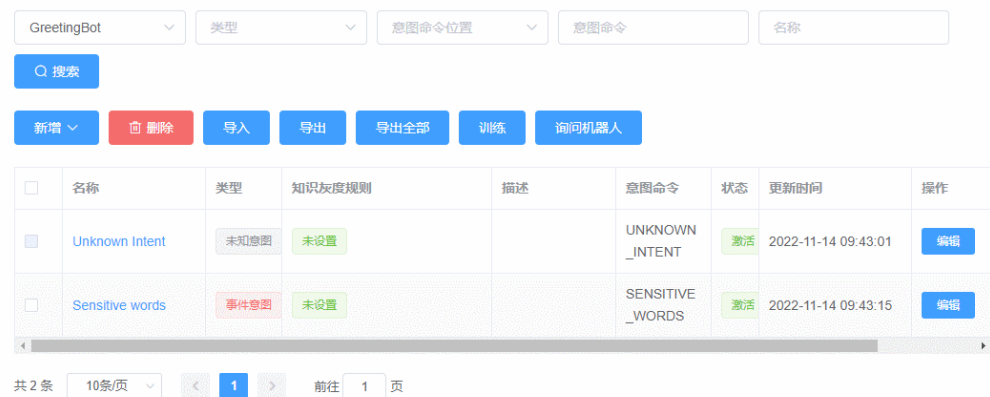 GreetingBot 类型 意图命令位置 意图命令 名称
搜索
新增 删除 导入 导出 导出全部 训练 询问机器人
名称 类型 知识灰度规则 描述 意图命令 状态 更新时间 操作
Unknown Intent 未知意图 未设置 UNKNOWN_INTENT 激活 2022-11-14 09:43:01 编辑
Sensitive words 事件意图 未设置 SENSITIVE_WORDS 激活 2022-11-14 09:43:15 编辑
共 2 条 10条/页 1 前往 1 页